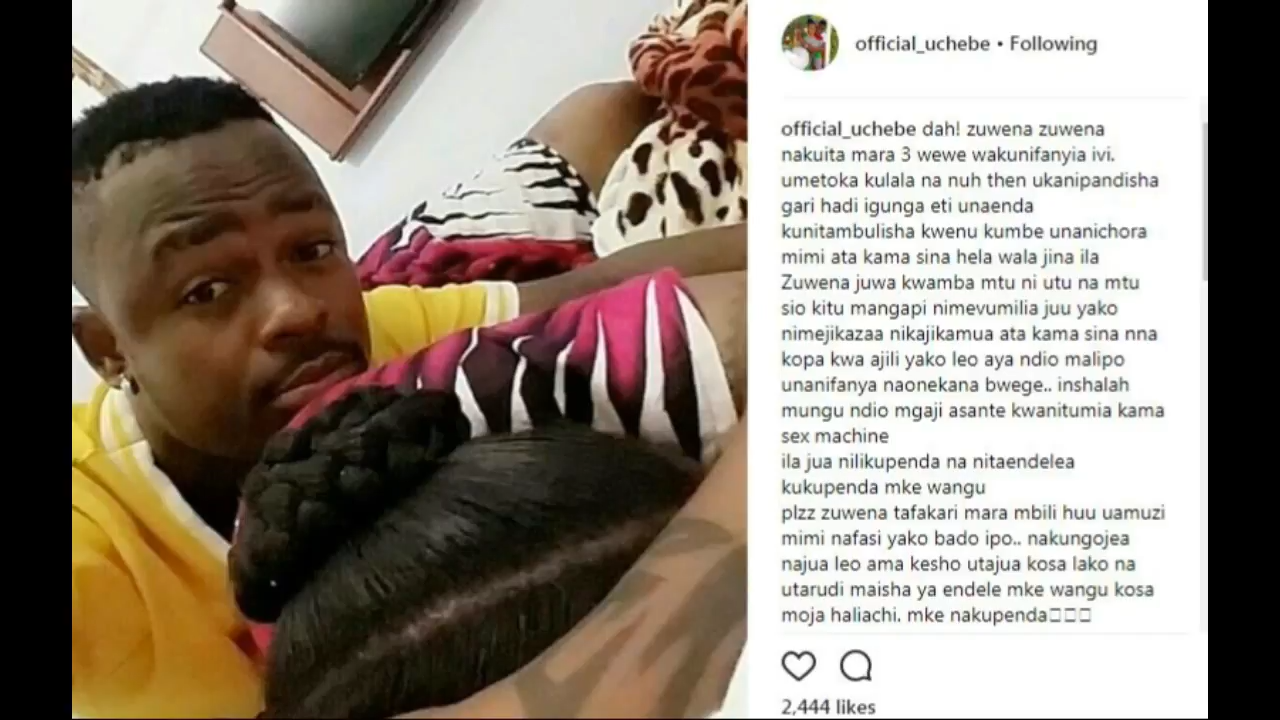 official_uchebe • Following
official_uchebe dah! zuwena zuwena
nakuita mara 3 wewe wakunifanyia ivi.
umetoka kulala na nuh then ukanipandisha
gari hadi igunga eti unaenda
kunitambulisha kwenu kumbe unanichora
mimi ata kama sina hela wala jina ila
Zuwena juwa kwamba mtu ni utu na mtu
sio kitu mangapi nimevumilia juu yako
nimejikazaa nikajikamua ata kama sina nna
kopa kwa ajili yako leo aya ndio malipo
unanifanya naonekana bwege.. inshalah
mungu ndio mgaji asante kwanitumia kama
sex machine
ila jua nilikupenda na nitaendelea
kukupenda mke wangu
plzz zuwena tafakari mara mbili huu uamuzi
mimi nafasi yako bado ipo.. nakungojea
najua leo ama kesho utajua kosa lako na
utarudi maisha ya endele mke wangu kosa
moja haliachi. mke nakupenda□□□
2,444 likes